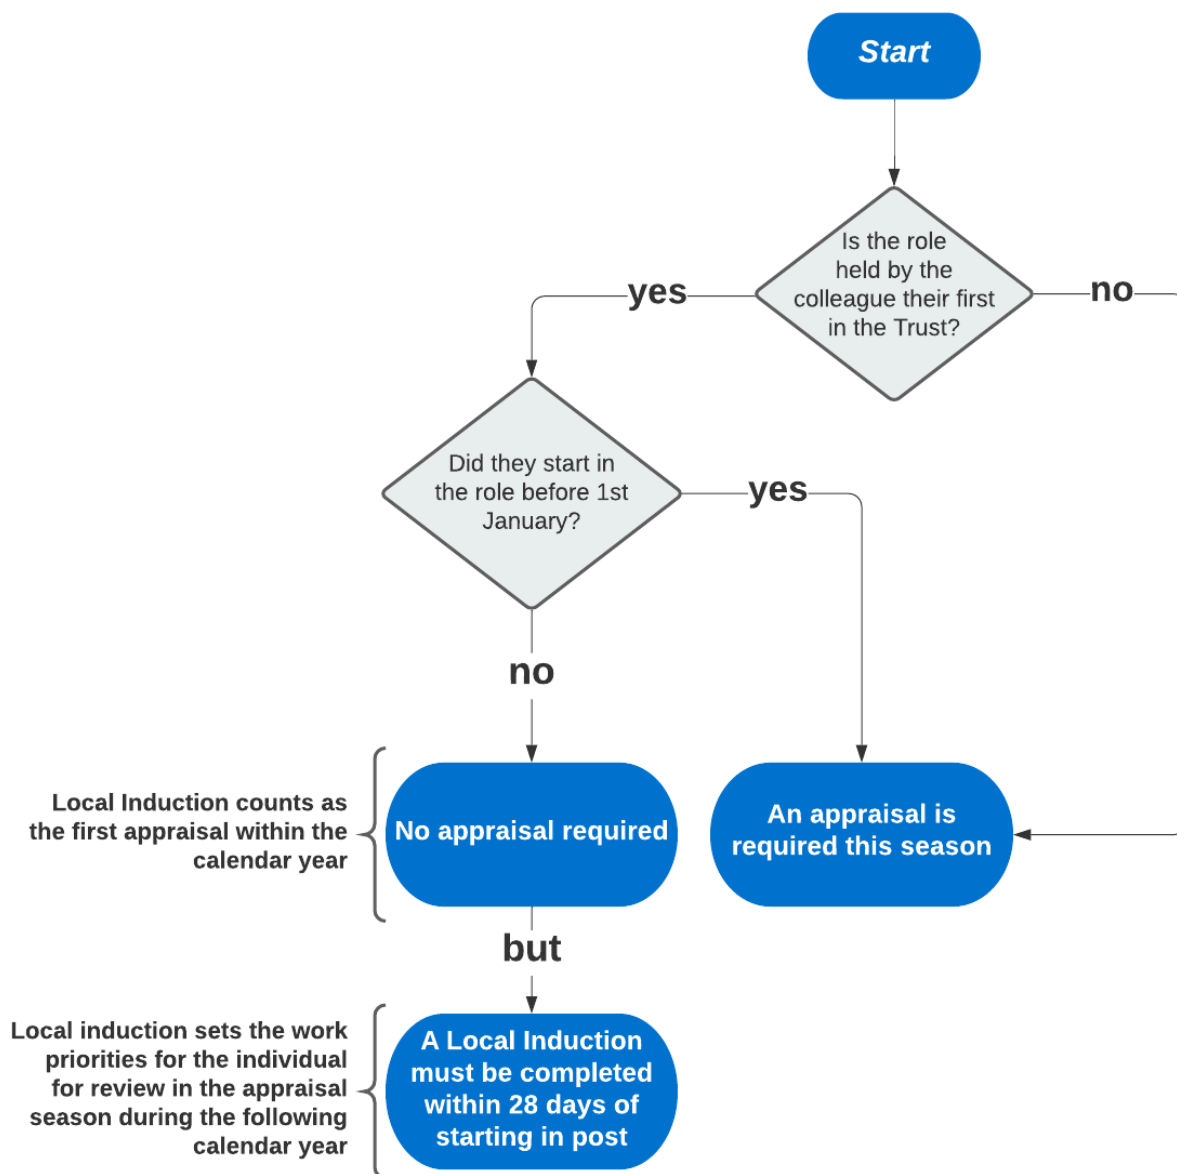 Start
Is the role
held by the
colleague their first
in the Trust?
yes
no
Did they start in
the role before 1st
January?
yes
no
Local Induction counts as
the first appraisal within the
calendar year
No appraisal required
An appraisal is
required this season
but
Local induction sets the work
priorities for the individual
for review in the appraisal
season during the following
calendar year
A Local Induction
must be completed
within 28 days of
starting in post